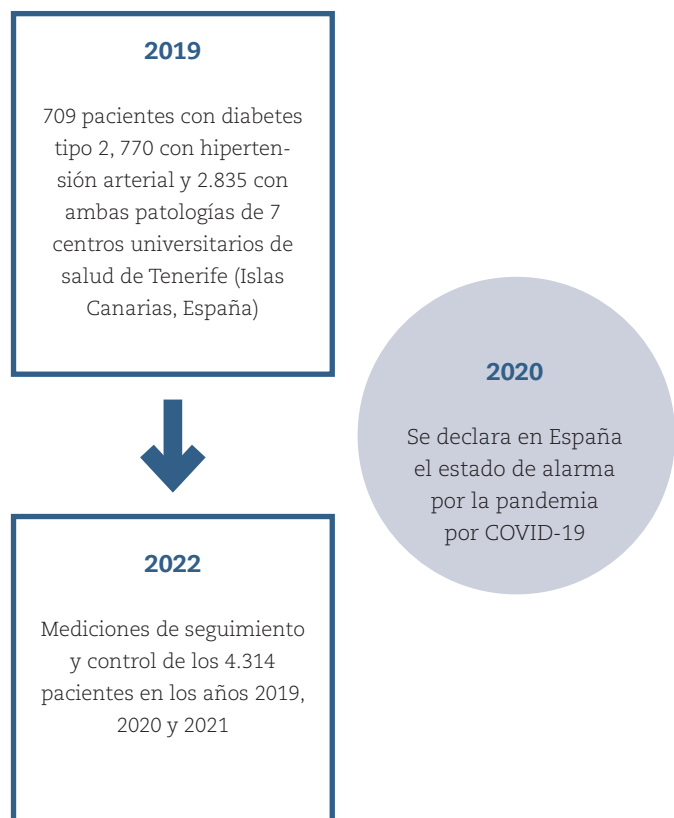 2019
709 pacientes con diabetes
tipo 2, 770 con hiperten-
sión arterial y 2.835 con
ambas patologías de 7
centros universitarios de
salud de Tenerife (Islas
Canarias, España)
2020
Se declara en España
el estado de alarma
por la pandemia
por COVID-19
2022
Mediciones de seguimiento
y control de los 4.314
pacientes en los años 2019,
2020 y 2021